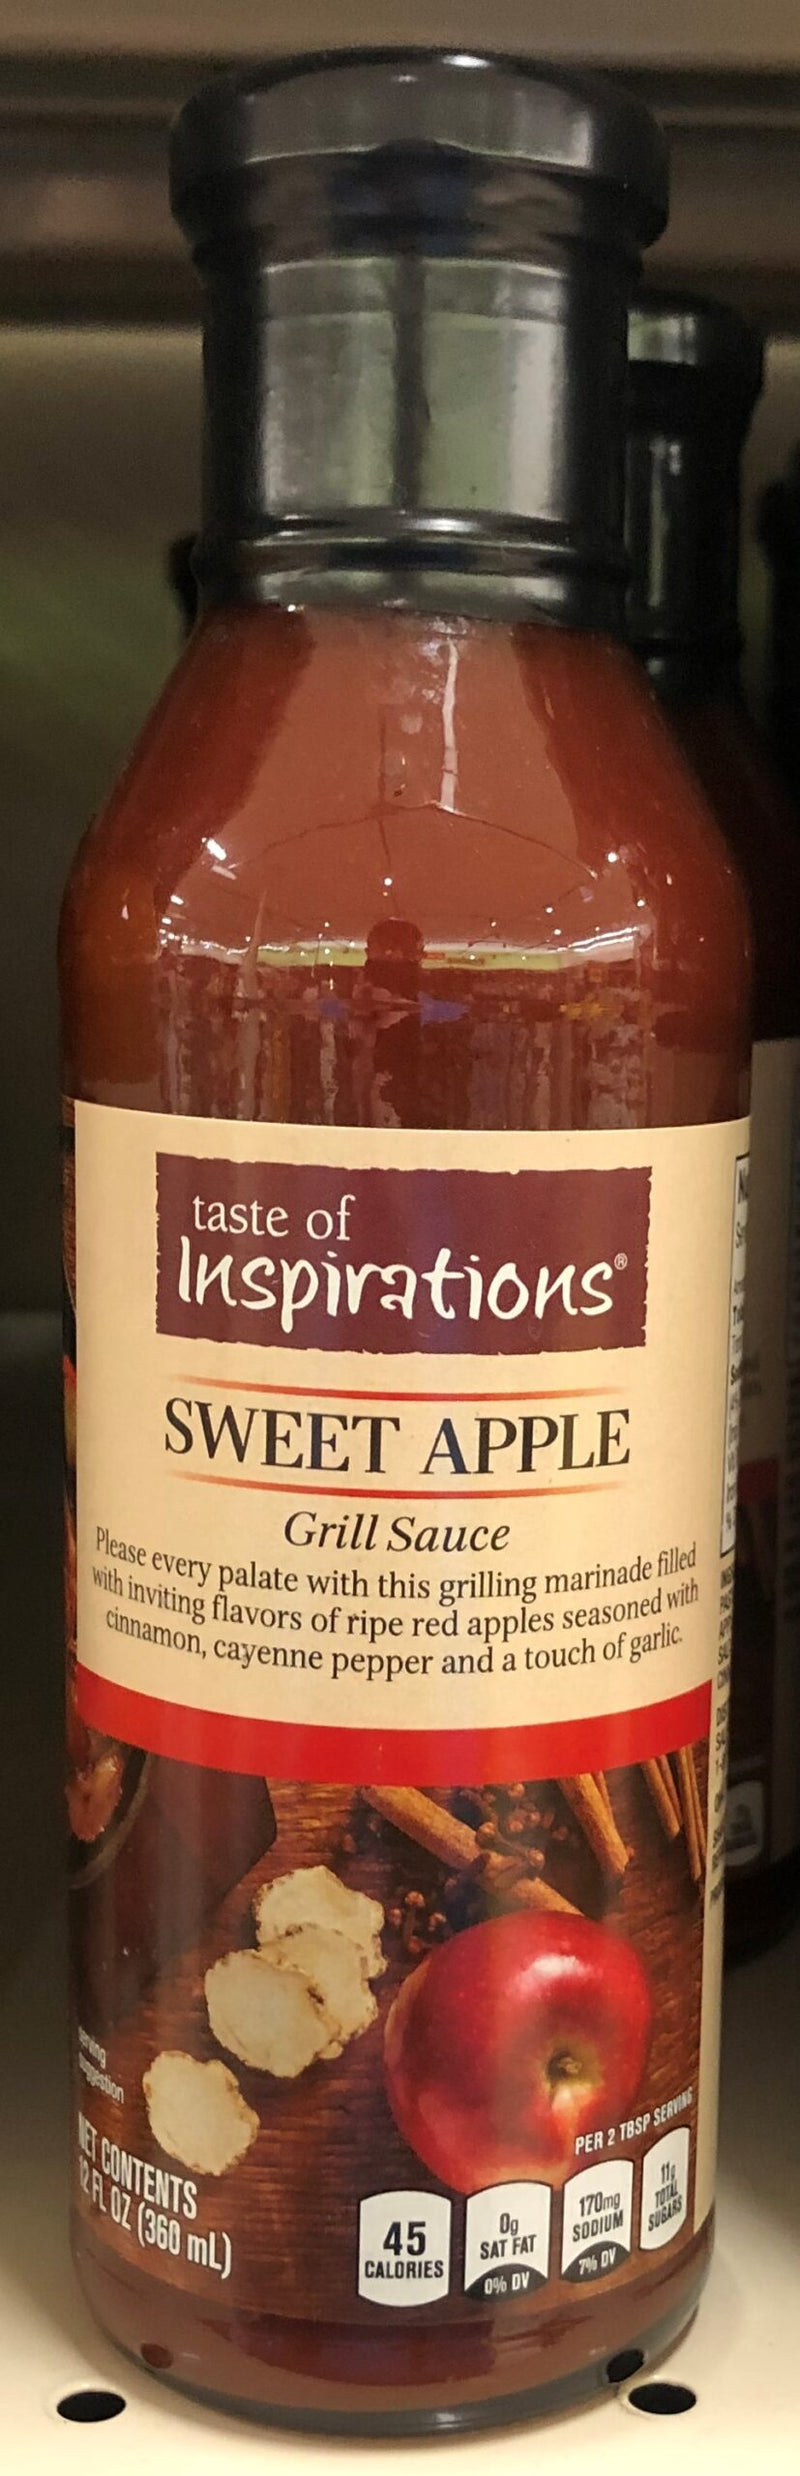 taste of
Inspirations®
SWEET APPLE
Grill Sauce
Please every palate with this grilling marinade filled
with inviting flavors of ripe red apples seasoned with
cinnamon, cayenne pepper and a touch of garlic.
serving
suggestion
NET CONTENTS
12 FL OZ (360 mL)
PER 2 TBSP SERVING
45
CALORIES
0g
SAT FAT
0% DV
170mg
SODIUM
7% DV
11g
TOTAL
SUGARS